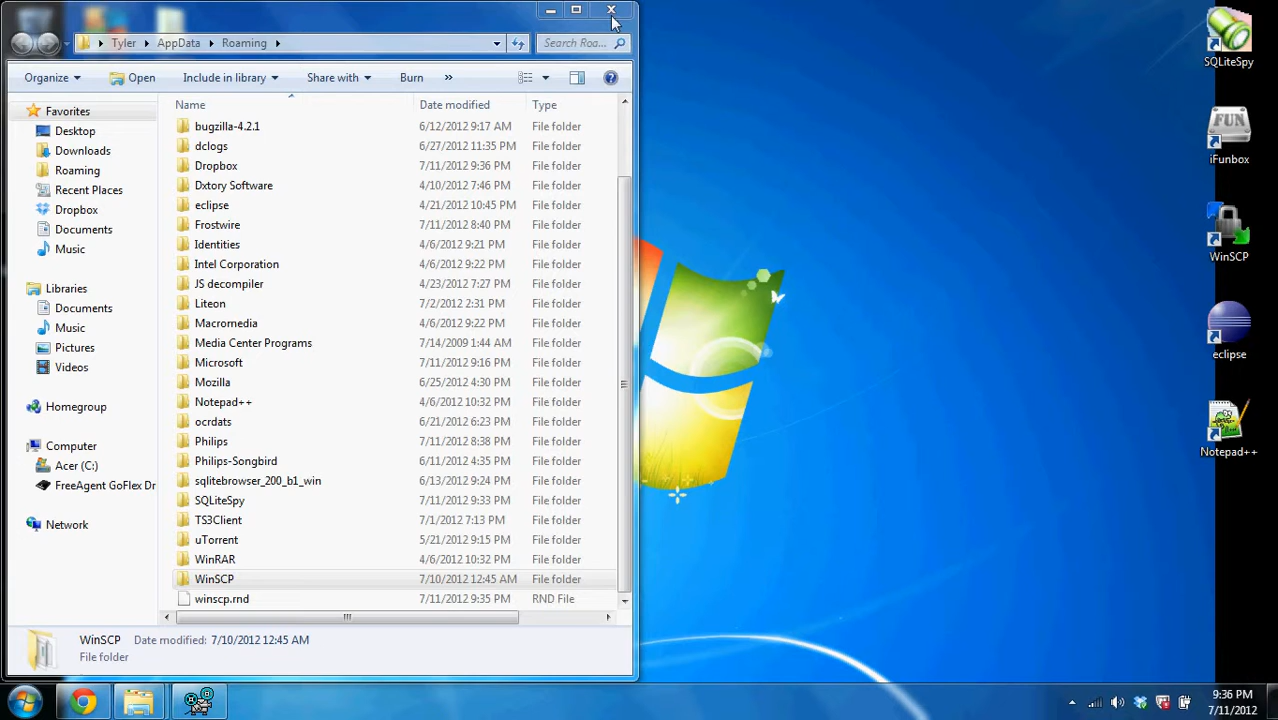 Tyler AppData Roaming
Search Roa...
Organize Open Include in library Share with Burn »
Name Date modified Type
Favorites
Desktop
Downloads
Roaming
Recent Places
Dropbox
Documents
Music
Libraries
Documents
Music
Pictures
Videos
Homegroup
Computer
Acer (C:)
FreeAgent GoFlex Dr
Network
bugzilla-4.2.1 6/12/2012 9:17 AM File folder
dclogs 6/27/2012 11:35 PM File folder
Dropbox 7/11/2012 9:36 PM File folder
Dxtory Software 4/10/2012 7:46 PM File folder
eclipse 4/21/2012 10:45 PM File folder
Frostwire 7/11/2012 8:40 PM File folder
Identities 4/6/2012 9:21 PM File folder
Intel Corporation 4/6/2012 9:22 PM File folder
JS decompiler 4/23/2012 7:27 PM File folder
Liteon 7/2/2012 2:31 PM File folder
Macromedia 4/6/2012 9:22 PM File folder
Media Center Programs 7/14/2009 1:44 AM File folder
Microsoft 7/11/2012 9:16 PM File folder
Mozilla 6/25/2012 4:30 PM File folder
Notepad++ 4/6/2012 10:32 PM File folder
ocrdats 6/21/2012 6:23 PM File folder
Philips 7/11/2012 8:38 PM File folder
Philips-Songbird 6/11/2012 4:35 PM File folder
sqlitebrowser_200_b1_win 6/13/2012 9:24 PM File folder
SQLiteSpy 7/11/2012 9:33 PM File folder
TS3Client 7/1/2012 7:13 PM File folder
uTorrent 5/21/2012 9:15 PM File folder
WinRAR 4/6/2012 10:32 PM File folder
WinSCP 7/10/2012 12:45 AM File folder
winscp.rnd 7/11/2012 9:35 PM RND File
WinSCP Date modified: 7/10/2012 12:45 AM
File folder
SQLiteSpy
FUN
iFunbox
WinSCP
eclipse
Notepad++
9:36 PM
7/11/2012